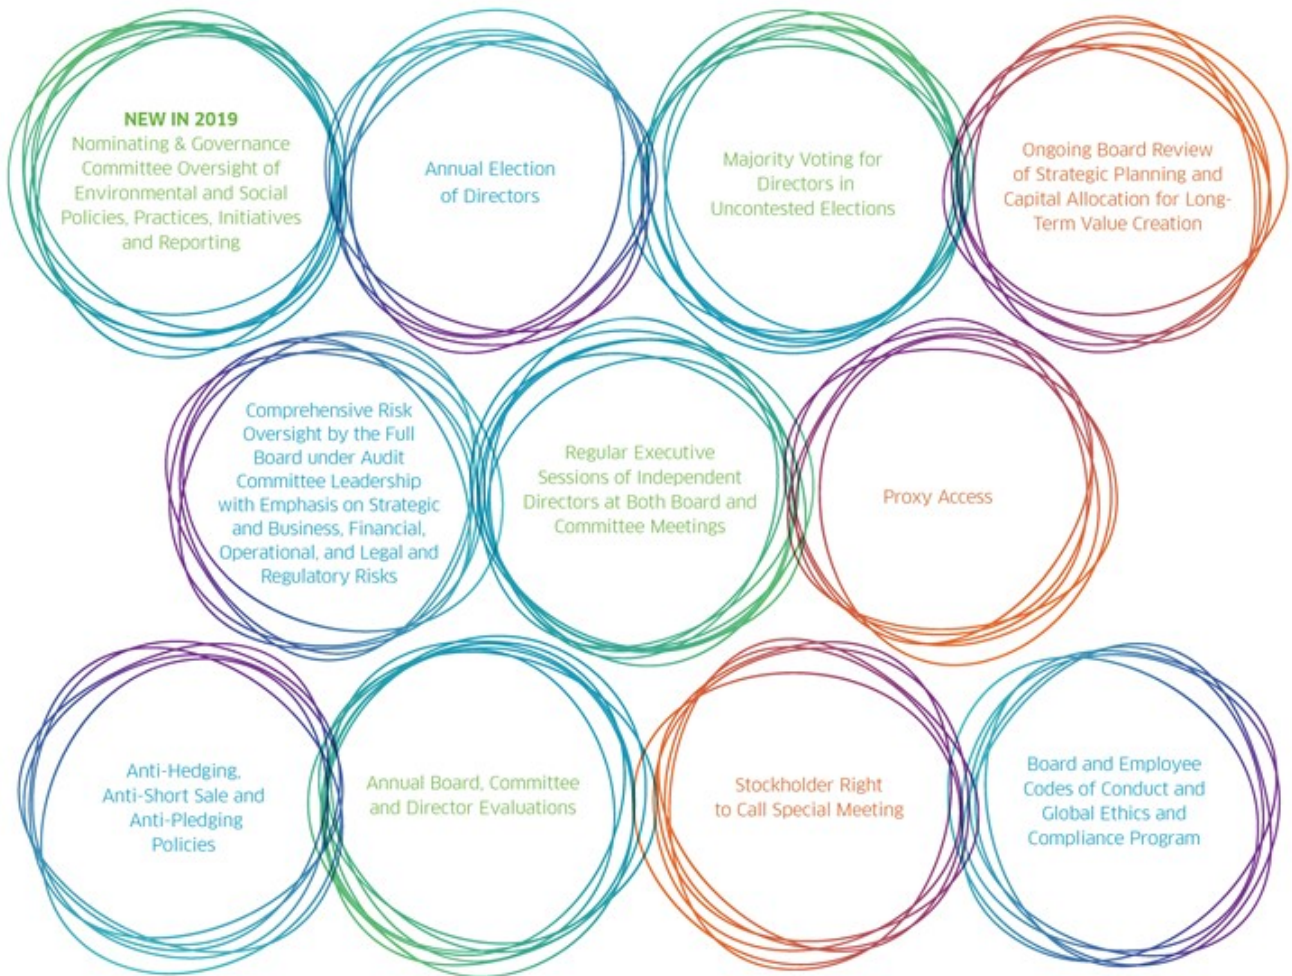 NEW IN 2019
Nominating & Governance
Committee Oversight of
Environmental and Social
Policies, Practices, Initiatives
and Reporting
Annual Election
of Directors
Majority Voting for
Directors in
Uncontested Elections
Ongoing Board Review
of Strategic Planning and
Capital Allocation for Long-
Term Value Creation
Comprehensive Risk
Oversight by the Full
Board under Audit
Committee Leadership
with Emphasis on Strategic
and Business, Financial,
Operational, and Legal and
Regulatory Risks
Regular Executive
Sessions of Independent
Directors at Both Board and
Committee Meetings
Proxy Access
Anti-Hedging,
Anti-Short Sale and
Anti-Pledging
Policies
Annual Board, Committee
and Director Evaluations
Stockholder Right
to Call Special Meeting
Board and Employee
Codes of Conduct and
Global Ethics and
Compliance Program